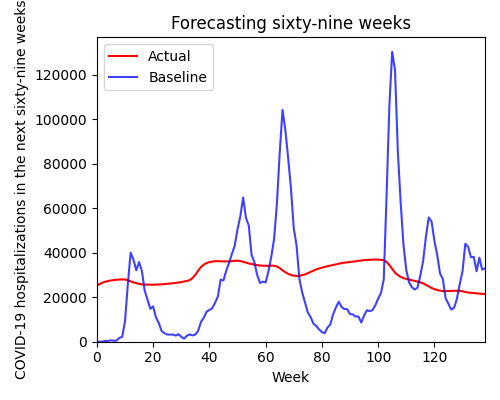 Forecasting sixty-nine weeks
Actual
Baseline
COVID-19 hospitalizations in the next sixty-nine weeks
120000
100000
80000
60000
40000
20000
0
0 20 40 60 80 100 120
Week